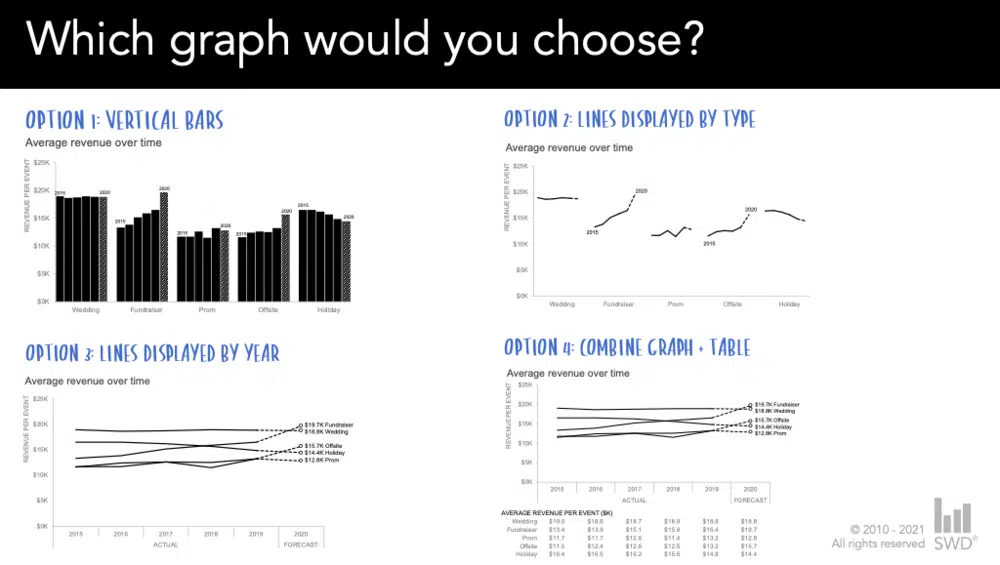 Which graph would you choose?
OPTION 1: VERTICAL BARS
Average revenue over time
REVENUE PER EVENT
$25K
$20K
$15K
$10K
$5K
$0K
2015 2020
2015 2020
2015 2020
2015 2020
2015 2020
Wedding Fundraiser Prom Offsite Holiday
OPTION 2: LINES DISPLAYED BY TYPE
Average revenue over time
REVENUE PER EVENT
$25K
$20K
$15K
$10K
$5K
$0K
2015 2020
2015 2020
Wedding Fundraiser Prom Offsite Holiday
OPTION 3: LINES DISPLAYED BY YEAR
Average revenue over time
REVENUE PER EVENT
$25K
$20K
$15K
$10K
$5K
$0K
$19.7K Fundraiser
$18.8K Wedding
$15.7K Offsite
$14.4K Holiday
$12.8K Prom
2015 2016 2017 2018 2019 2020
ACTUAL FORECAST
OPTION 4: COMBINE GRAPH + TABLE
Average revenue over time
REVENUE PER EVENT
$25K
$20K
$15K
$10K
$5K
$0K
$19.7K Fundraiser
$18.8K Wedding
$15.7K Offsite
$14.4K Holiday
$12.8K Prom
2015 2016 2017 2018 2019 2020
ACTUAL FORECAST
AVERAGE REVENUE PER EVENT ($K)
Wedding $18.7 $18.8 $18.8
Fundraiser $13.4 $13.9 $15.1 $16.4 $19.7
Prom $11.7 $11.7 $12.6 $11.4 $13.2 $12.8
Offsite $11.5 $12.4 $12.6 $12.5 $13.2 $15.7
Holiday $16.4 $16.5 $15.6 $14.8 $14.4
© 2010 - 2021
All rights reserved
SWD®